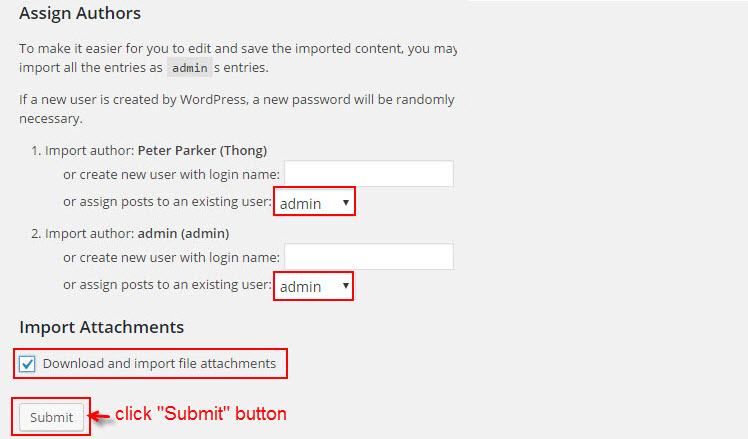 Assign Authors
To make it easier for you to edit and save the imported content, you may
import all the entries as admin s entries.
If a new user is created by WordPress, a new password will be randomly
necessary.
1. Import author: Peter Parker (Thong)
or create new user with login name:
or assign posts to an existing user: admin
2. Import author: admin (admin)
or create new user with login name:
or assign posts to an existing user: admin
Import Attachments
Download and import file attachments
Submit click "Submit" button